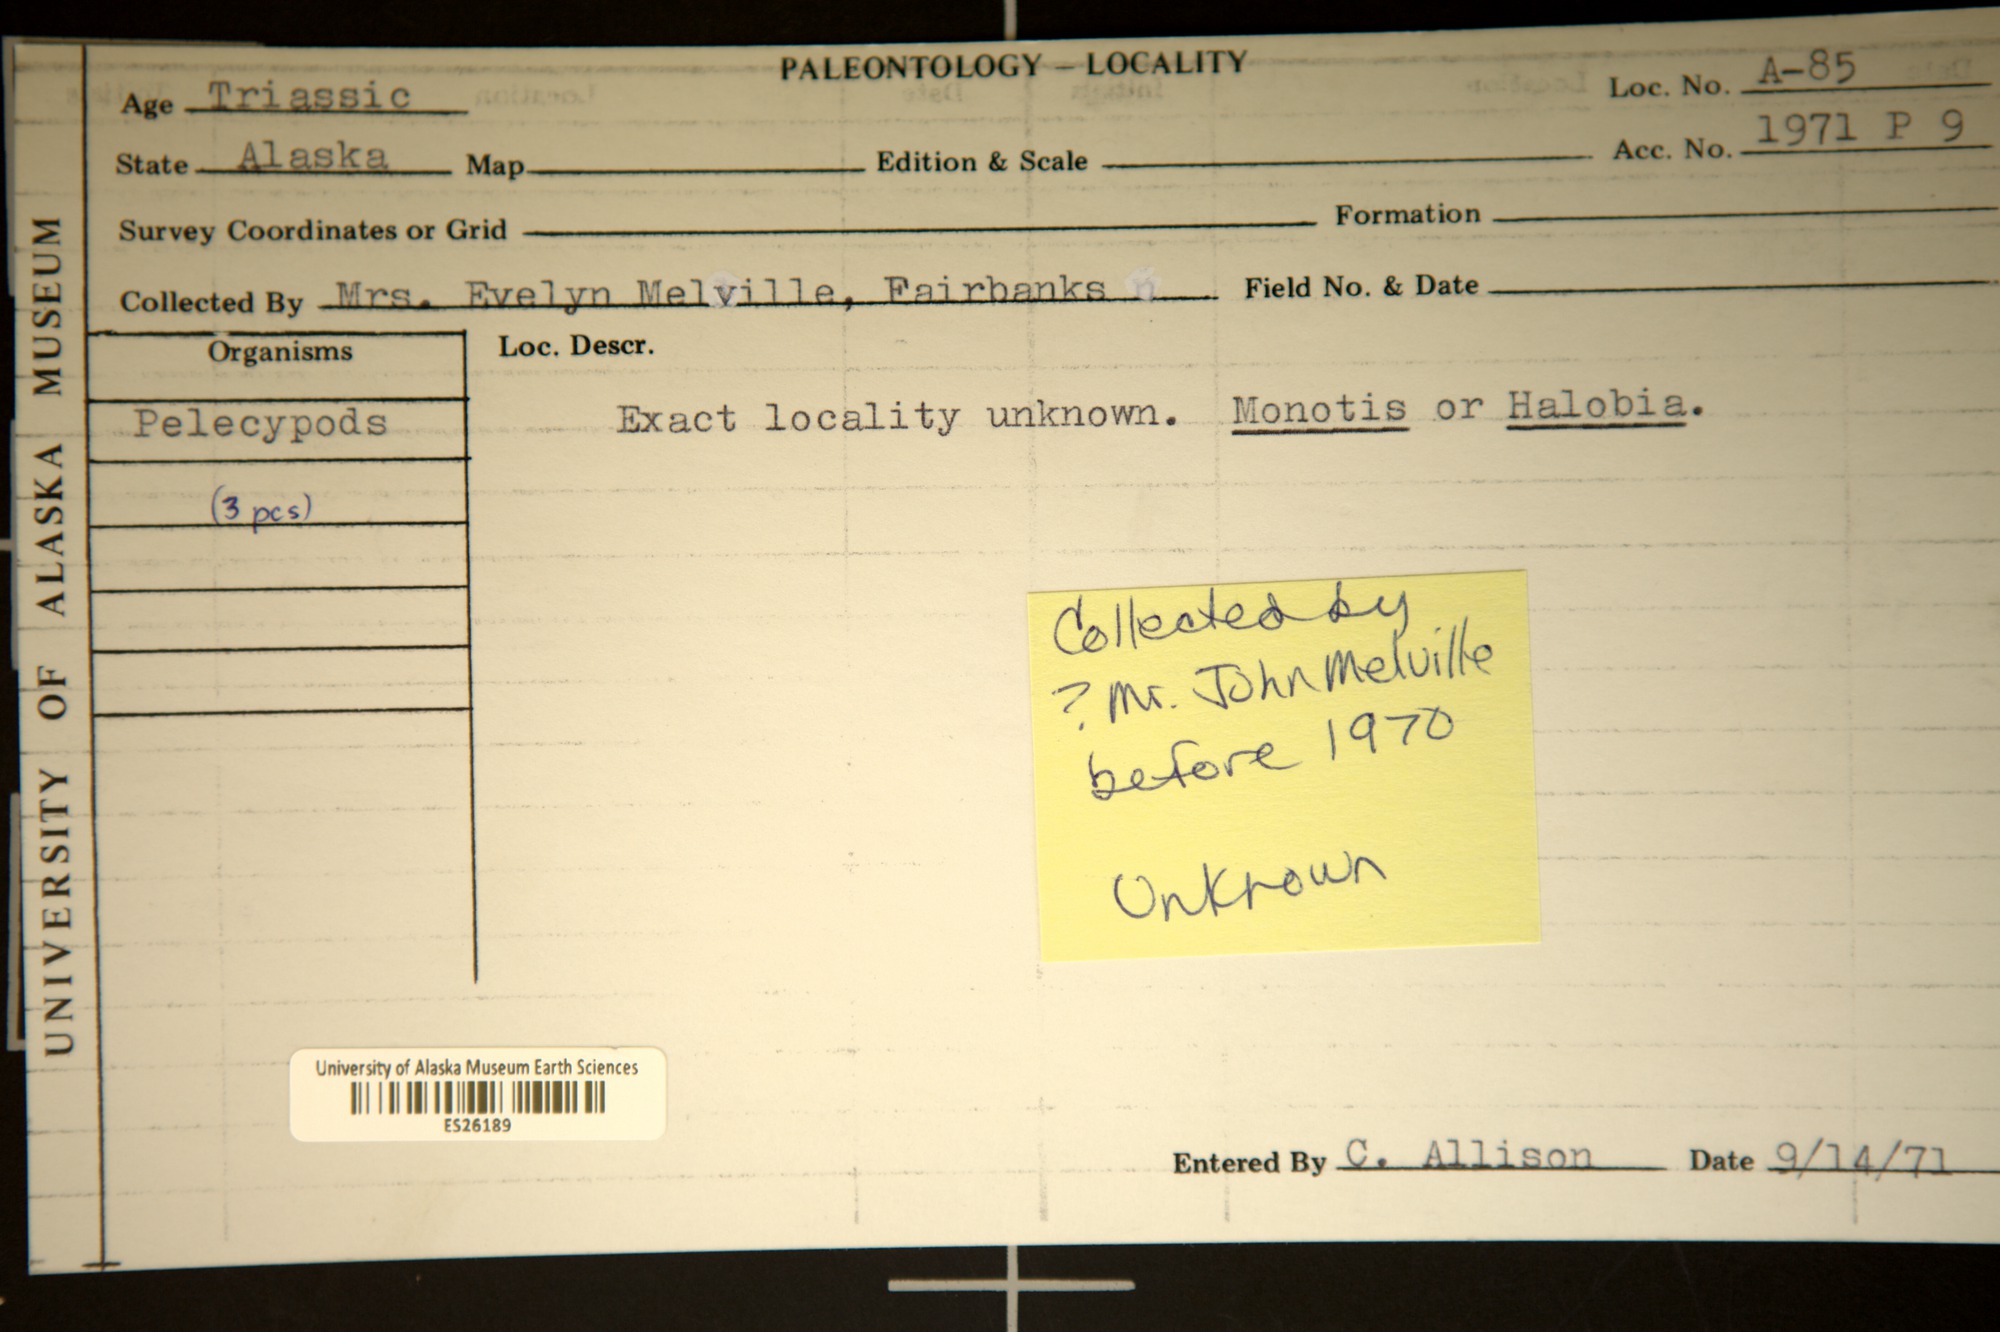 PALEONTOLOGY – LOCALITY
Age Triassic
Loc. No. A-85
State Alaska Map Edition & Scale
Acc. No. 1971 P 9
Survey Coordinates or Grid Formation
Collected By Mrs. Evelyn Melville, Fairbanks Field No. & Date
Organisms
Loc. Descr.
Pelecypods
(3 pcs)
Exact locality unknown. Monotis or Halobia.
Collected by
? Mr. John Melville
before 1970
Unknown
UNIVERSITY OF ALASKA MUSEUM
University of Alaska Museum Earth Sciences
ES26189
Entered By C. Allison Date 9/14/71